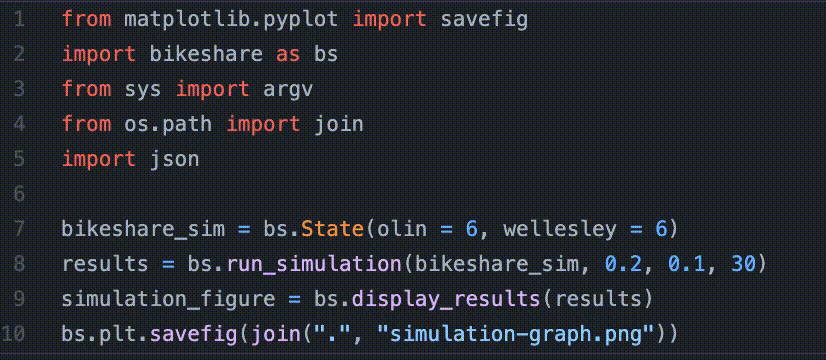 1 from matplotlib.pyplot import savefig
2 import bikeshare as bs
3 from sys import argv
4 from os.path import join
5 import json
6
7 bikeshare_sim = bs.State(olin = 6, wellesley = 6)
8 results = bs.run_simulation(bikeshare_sim, 0.2, 0.1, 30)
9 simulation_figure = bs.display_results(results)
10 bs.plt.savefig(join(".", "simulation-graph.png"))